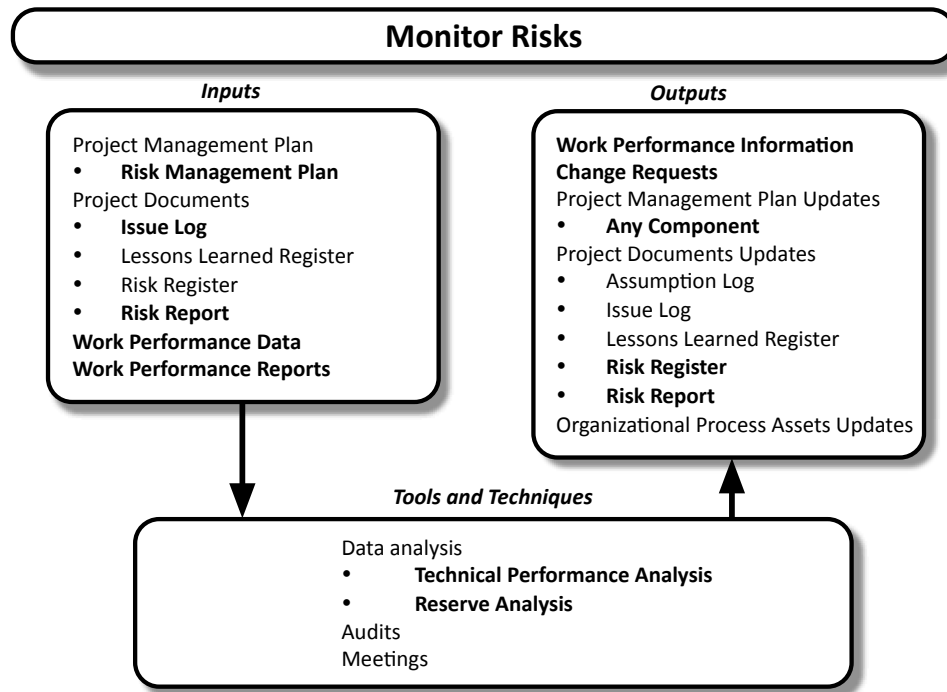 Monitor Risks
Inputs
Project Management Plan
• Risk Management Plan
Project Documents
• Issue Log
• Lessons Learned Register
• Risk Register
• Risk Report
Work Performance Data
Work Performance Reports
Outputs
Work Performance Information
Change Requests
Project Management Plan Updates
• Any Component
Project Documents Updates
• Assumption Log
• Issue Log
• Lessons Learned Register
• Risk Register
• Risk Report
Organizational Process Assets Updates
Tools and Techniques
Data analysis
• Technical Performance Analysis
• Reserve Analysis
Audits
Meetings